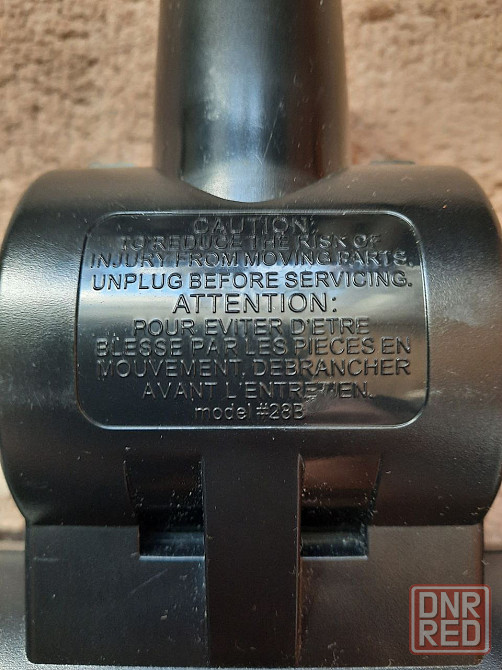 CAUTION:
TO REDUCE THE RISK OF
INJURY FROM MOVING PARTS,
UNPLUG BEFORE SERVICING.
ATTENTION:
POUR EVITER D'ETRE
BLESSE PAR LES PIECES EN
MOUVEMENT, DEBRANCHER
AVANT L'ENTRETIEN.
model #28B
DNR
RED